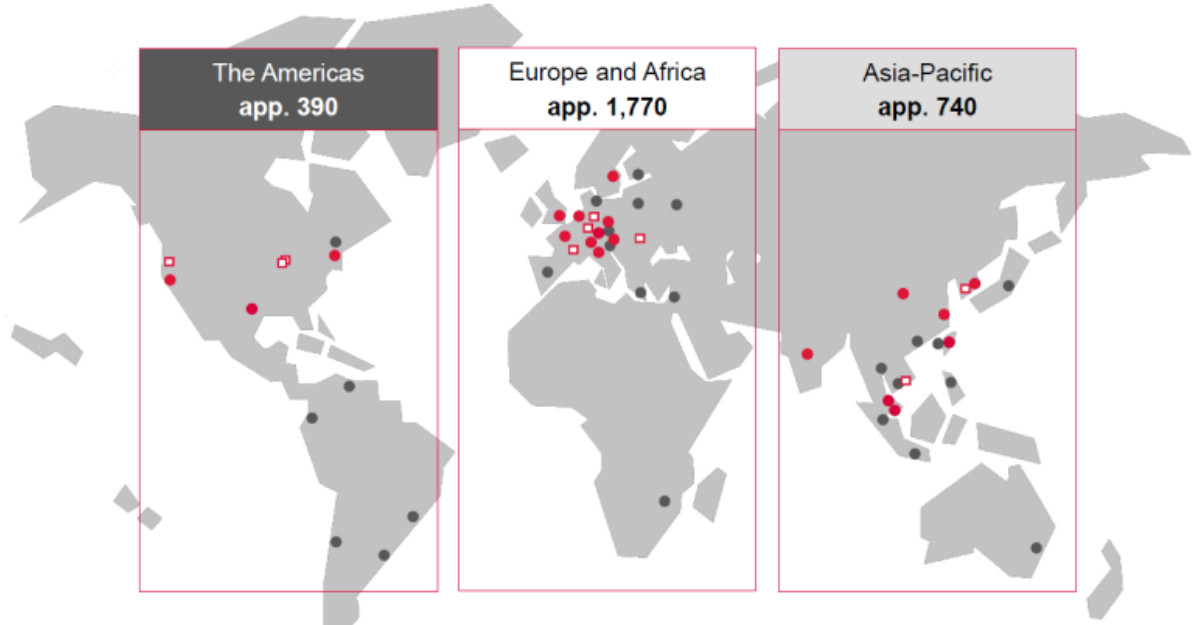 The Americas
app. 390
Europe and Africa
app. 1,770
Asia-Pacific
app. 740